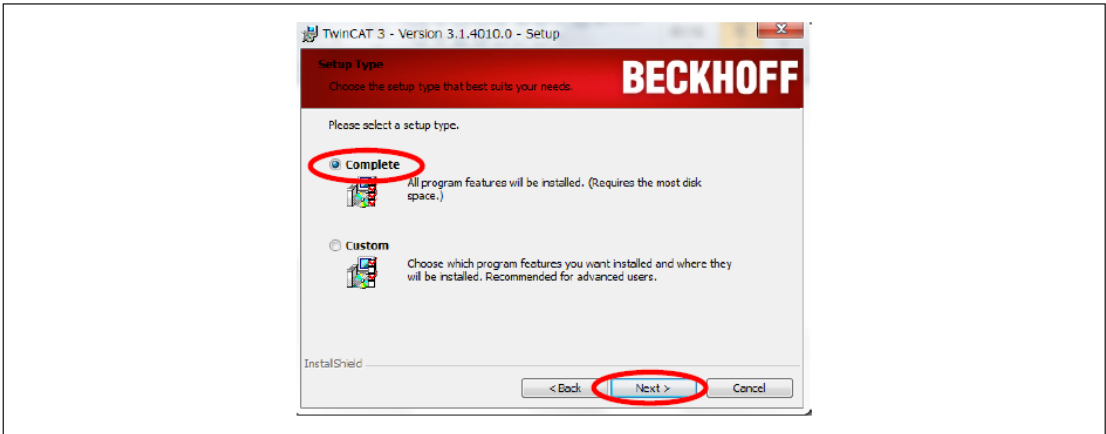 TwinCAT 3 - Version 3.1.4010.0 - Setup
Setup Type
Choose the setup type that best suits your needs.
BECKHOFF
Please select a setup type.
Complete
All program features will be installed. (Requires the most disk
space.)
Custom
Choose which program features you want installed and where they
will be installed. Recommended for advanced users.
InstallShield
< Back
Next >
Cancel